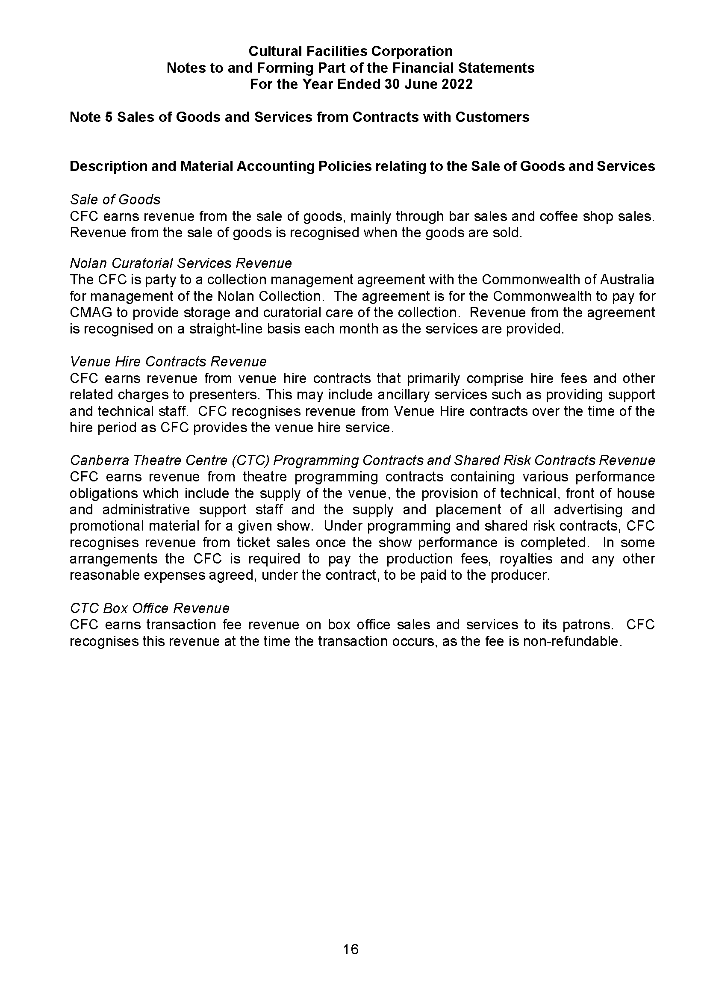 Cultural Facilities Corporation
Notes to and Forming Part of the Financial Statements
For the Year Ended 30 June 2022
Note 5 Sales of Goods and Services from Contracts with Customers
Description and Material Accounting Policies relating to the Sale of Goods and Services
Sale of Goods
CFC earns revenue from the sale of goods, mainly through bar sales and coffee shop sales.
Revenue from the sale of goods is recognised when the goods are sold.
Nolan Curatorial Services Revenue
The CFC is party to a collection management agreement with the Commonwealth of Australia
for management of the Nolan Collection.  The agreement is for the Commonwealth to pay for
CMAG to provide storage and curatorial care of the collection.  Revenue from the agreement
is recognised on a straight-line basis each month as the services are provided.
Venue Hire Contracts Revenue
CFC earns revenue from venue hire contracts that primarily comprise hire fees and other
related charges to presenters. This may include ancillary services such as providing support
and technical staff.  CFC recognises revenue from Venue Hire contracts over the time of the
hire period as CFC provides the venue hire service.
Canberra Theatre Centre (CTC) Programming Contracts and Shared Risk Contracts Revenue
CFC earns revenue from theatre programming contracts containing various performance
obligations which include the supply of the venue, the provision of technical, front of house
and administrative support staff and the supply and placement of all advertising and
promotional material for a given show.  Under programming and shared risk contracts, CFC
recognises revenue from ticket sales once the show performance is completed.  In some
arrangements the CFC is required to pay the production fees, royalties and any other
reasonable expenses agreed, under the contract, to be paid to the producer.
CTC Box Office Revenue
CFC earns transaction fee revenue on box office sales and services to its patrons.  CFC
recognises this revenue at the time the transaction occurs, as the fee is non-refundable.
16